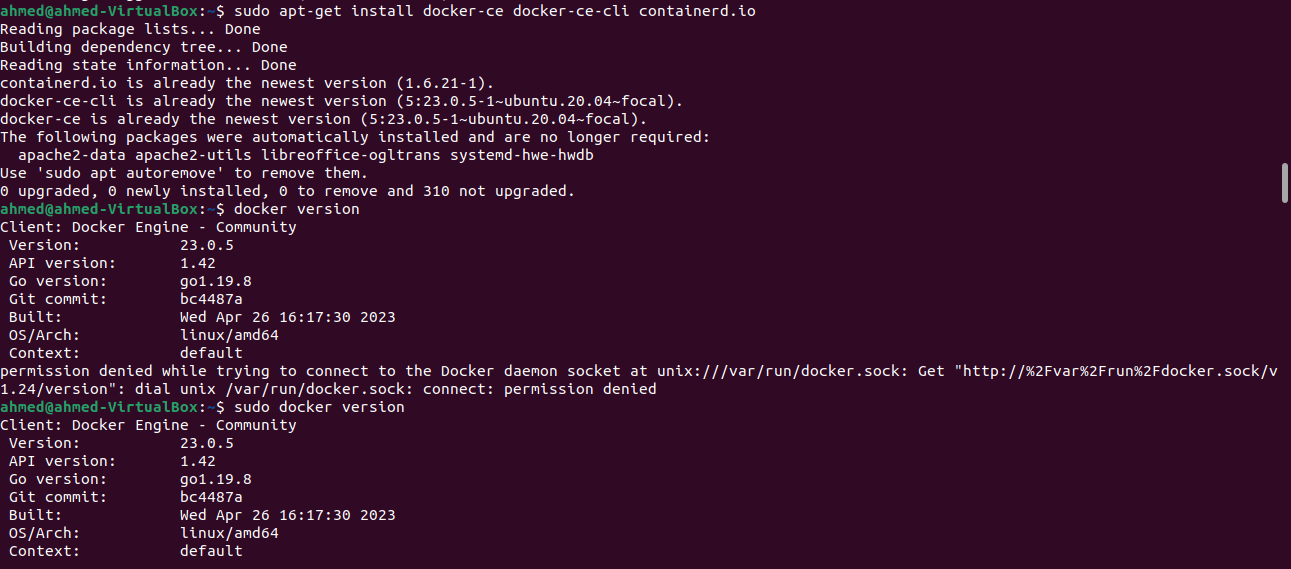 ahmed@ahmed-VirtualBox:~$ sudo apt-get install docker-ce docker-ce-cli containerd.io
Reading package lists... Done
Building dependency tree... Done
Reading state information... Done
containerd.io is already the newest version (1.6.21-1).
docker-ce-cli is already the newest version (5:23.0.5-1~ubuntu.20.04~focal).
docker-ce is already the newest version (5:23.0.5-1~ubuntu.20.04~focal).
The following packages were automatically installed and are no longer required:
  apache2-data apache2-utils libreoffice-ogltrans systemd-hwe-hwdb
Use 'sudo apt autoremove' to remove them.
0 upgraded, 0 newly installed, 0 to remove and 310 not upgraded.
ahmed@ahmed-VirtualBox:~$ docker version
Client: Docker Engine - Community
 Version:           23.0.5
 API version:       1.42
 Go version:        go1.19.8
 Git commit:        bc4487a
 Built:             Wed Apr 26 16:17:30 2023
 OS/Arch:           linux/amd64
 Context:           default
permission denied while trying to connect to the Docker daemon socket at unix:///var/run/docker.sock: Get "http://%2Fvar%2Frun%2Fdocker.sock/v
1.24/version": dial unix /var/run/docker.sock: connect: permission denied
ahmed@ahmed-VirtualBox:~$ sudo docker version
Client: Docker Engine - Community
 Version:           23.0.5
 API version:       1.42
 Go version:        go1.19.8
 Git commit:        bc4487a
 Built:             Wed Apr 26 16:17:30 2023
 OS/Arch:           linux/amd64
 Context:           default